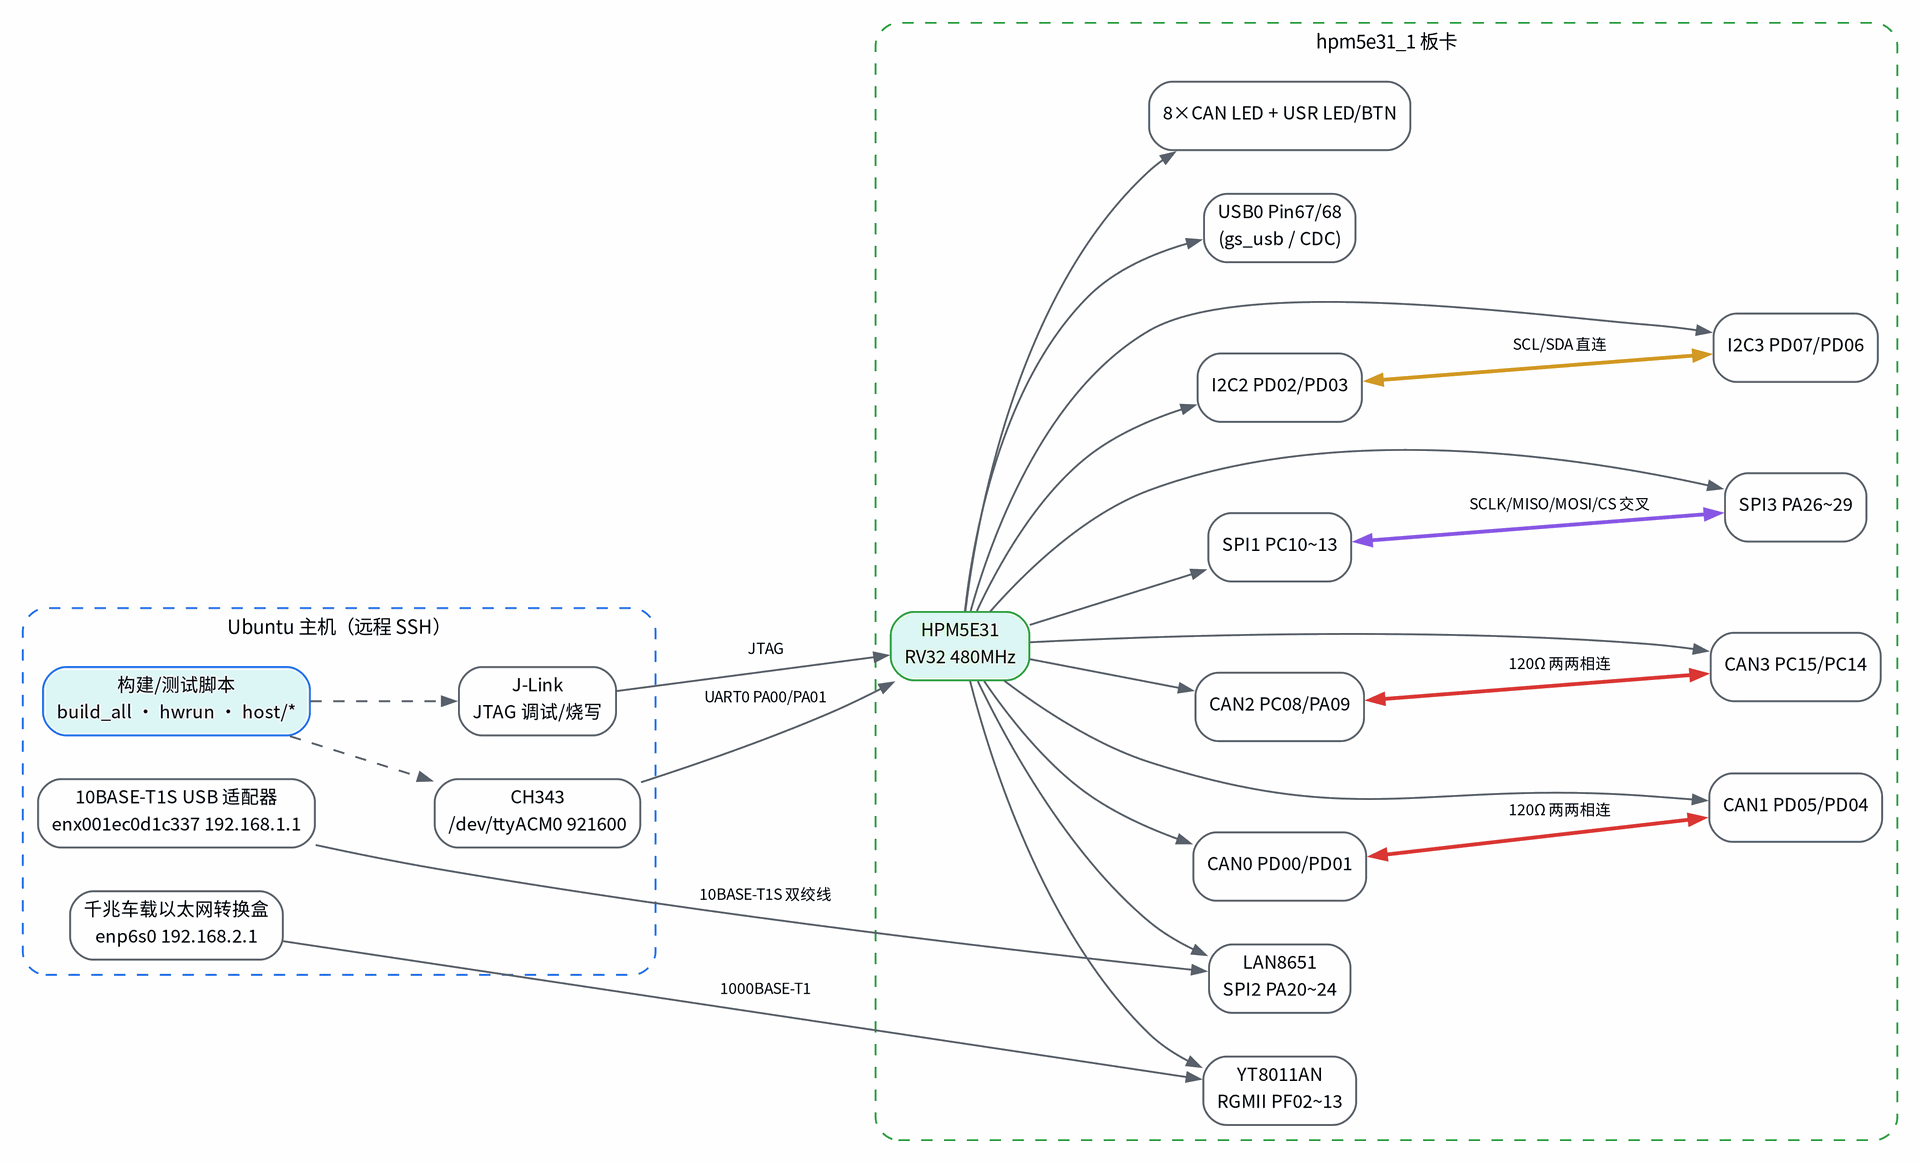 hpm5e31_1 板卡
8×CAN LED + USR LED/BTN
USB0 Pin67/68
(gs_usb / CDC)
I2C3 PD07/PD06
SCL/SDA 直连
I2C2 PD02/PD03
SPI3 PA26~29
SCLK/MISO/MOSI/CS 交叉
SPI1 PC10~13
HPM5E31
RV32 480MHz
CAN3 PC15/PC14
120Ω 两两相连
CAN2 PC08/PA09
CAN1 PD05/PD04
120Ω 两两相连
CAN0 PD00/PD01
LAN8651
SPI2 PA20~24
YT8011AN
RGMII PF02~13
Ubuntu 主机（远程 SSH）
构建/测试脚本
build_all · hwrun · host/*
J-Link
JTAG 调试/烧写
JTAG
UART0 PA00/PA01
10BASE-T1S USB 适配器
enx001ec0d1c337 192.168.1.1
CH343
/dev/ttyACM0 921600
10BASE-T1S 双绞线
千兆车载以太网转换盒
enp6s0 192.168.2.1
1000BASE-T1